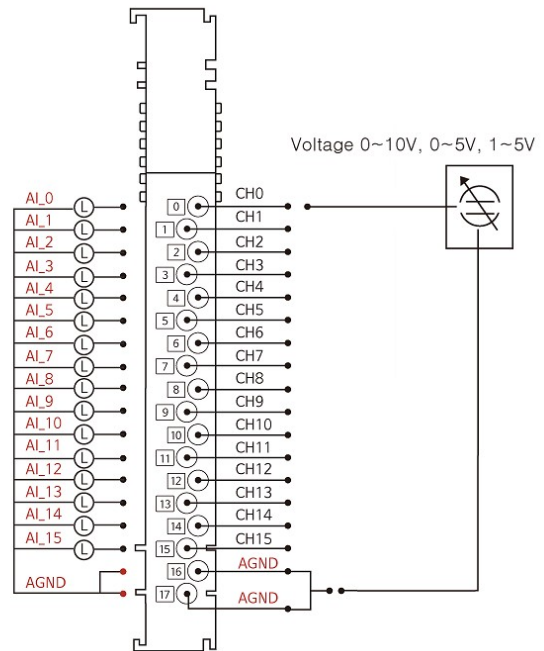 Voltage 0~10V, 0~5V, 1~5V
AI_0 L 0 CH0
AI_1 L 1 CH1
AI_2 L 2 CH2
AI_3 L 3 CH3
AI_4 L 4 CH4
AI_5 L 5 CH5
AI_6 L 6 CH6
AI_7 L 7 CH7
AI_8 L 8 CH8
AI_9 L 9 CH9
AI_10 L 10 CH10
AI_11 L 11 CH11
AI_12 L 12 CH12
AI_13 L 13 CH13
AI_14 L 14 CH14
AI_15 L 15 CH15
16 AGND
AGND 17 AGND